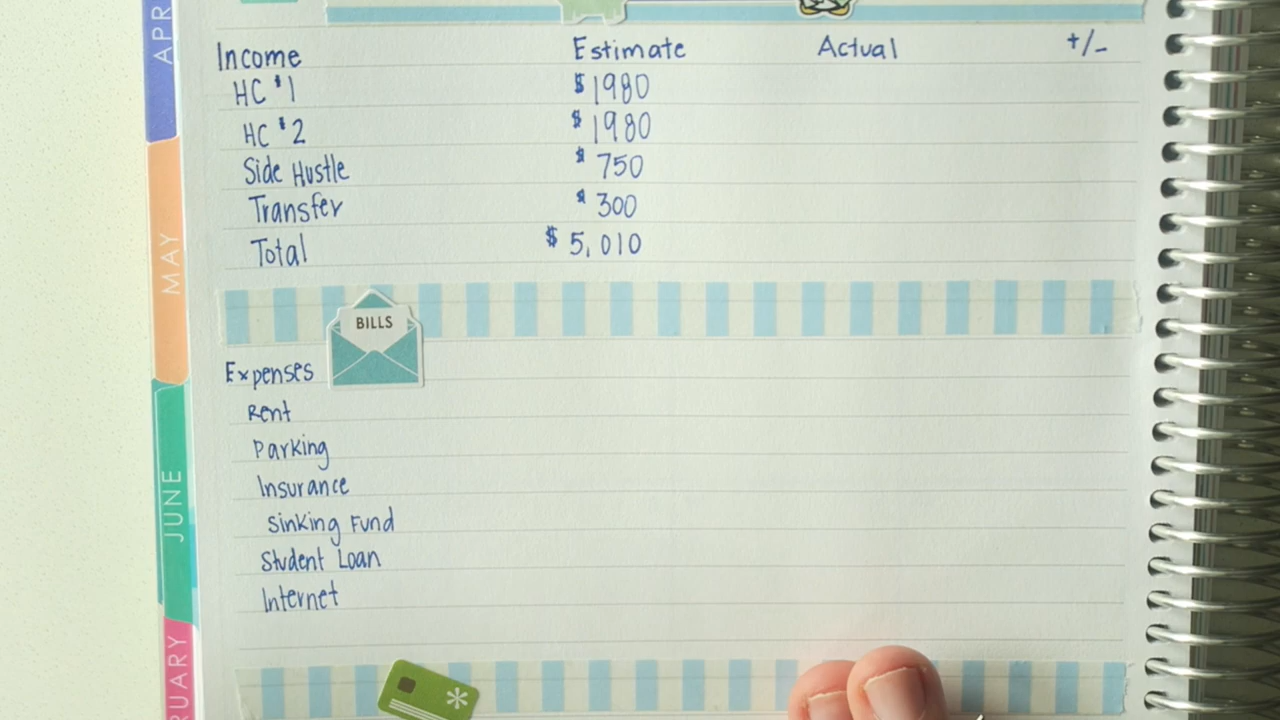 APR
Income Estimate Actual +/-
HC #1 $1980
HC #2 $1980
Side Hustle $ 750
Transfer $ 300
Total $ 5,010
MAY
BILLS
Expenses
Rent
Parking
Insurance
Sinking Fund
Student Loan
Internet
JUNE
RUARY